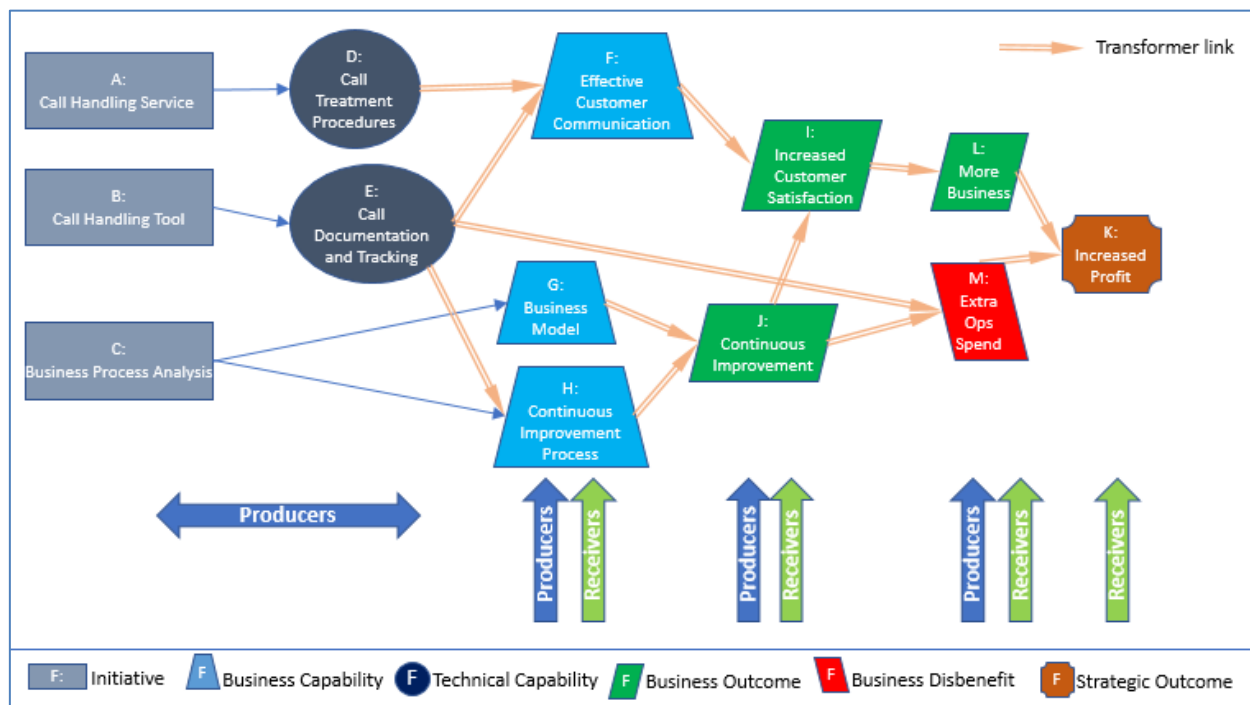 A:
Call Handling Service
B:
Call Handling Tool
C:
Business Process Analysis
D:
Call
Treatment
Procedures
E:
Call
Documentation
and Tracking
F:
Effective
Customer
Communication
G:
Business
Model
H:
Continuous
Improvement
Process
I:
Increased
Customer
Satisfaction
J:
Continuous
Improvement
L:
More
Business
M:
Extra
Ops
Spend
K:
Increased
Profit
Transformer link
Producers
Producers
Receivers
Producers
Receivers
Producers
Receivers
Receivers
F:
Initiative
F
Business Capability
F
Technical Capability
F
Business Outcome
F
Business Disbenefit
F
Strategic Outcome